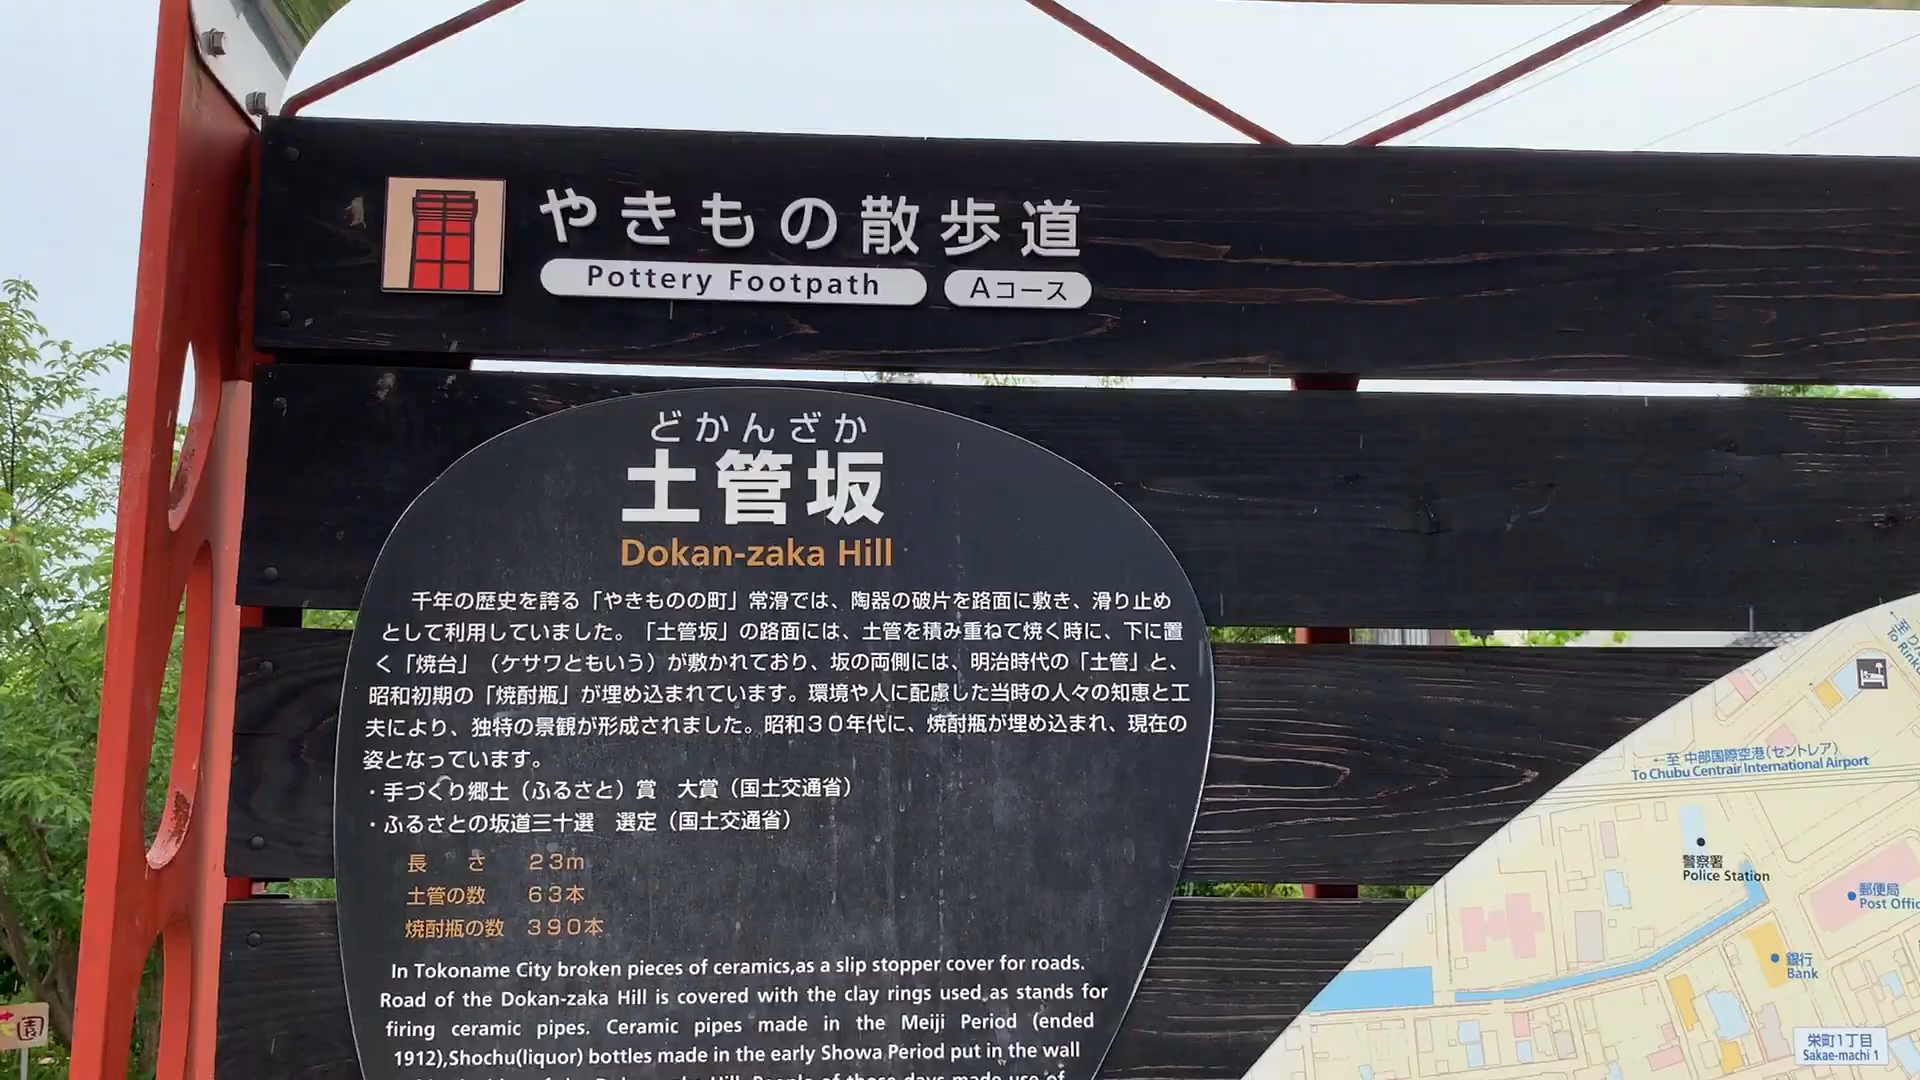 やきもの散歩道
Pottery Footpath
Aコース
どかんざか
土管坂
Dokan-zaka Hill
千年の歴史を誇る「やきものの町」常滑では、陶器の破片を路面に敷き、滑り止め
として利用していました。「土管坂」の路面には、土管を積み重ねて焼く時に、下に置
く「焼台」（ケサワともいう）が敷かれており、坂の両側には、明治時代の「土管」と、
昭和初期の「焼酎瓶」が埋め込まれています。環境や人に配慮した当時の人々の知恵と工
夫により、独特の景観が形成されました。昭和３０年代に、焼酎瓶が埋め込まれ、現在の
姿となっています。
・手づくり郷土（ふるさと）賞　大賞（国土交通省）
・ふるさとの坂道三十選　選定（国土交通省）
長　さ　２３ｍ
土管の数　６３本
焼酎瓶の数　３９０本
In Tokoname City broken pieces of ceramics,as a slip stopper cover for roads.
Road of the Dokan-zaka Hill is covered with the clay rings used as stands for
firing ceramic pipes. Ceramic pipes made in the Meiji Period (ended
1912),Shochu(liquor) bottles made in the early Showa Period put in the wall
Hill. People of those days made use of
←至 中部国際空港(セントレア)
To Chubu Centrair International Airport
警察署
Police Station
郵便局
Post Offic
銀行
Bank
栄町1丁目
Sakae-machi 1
園